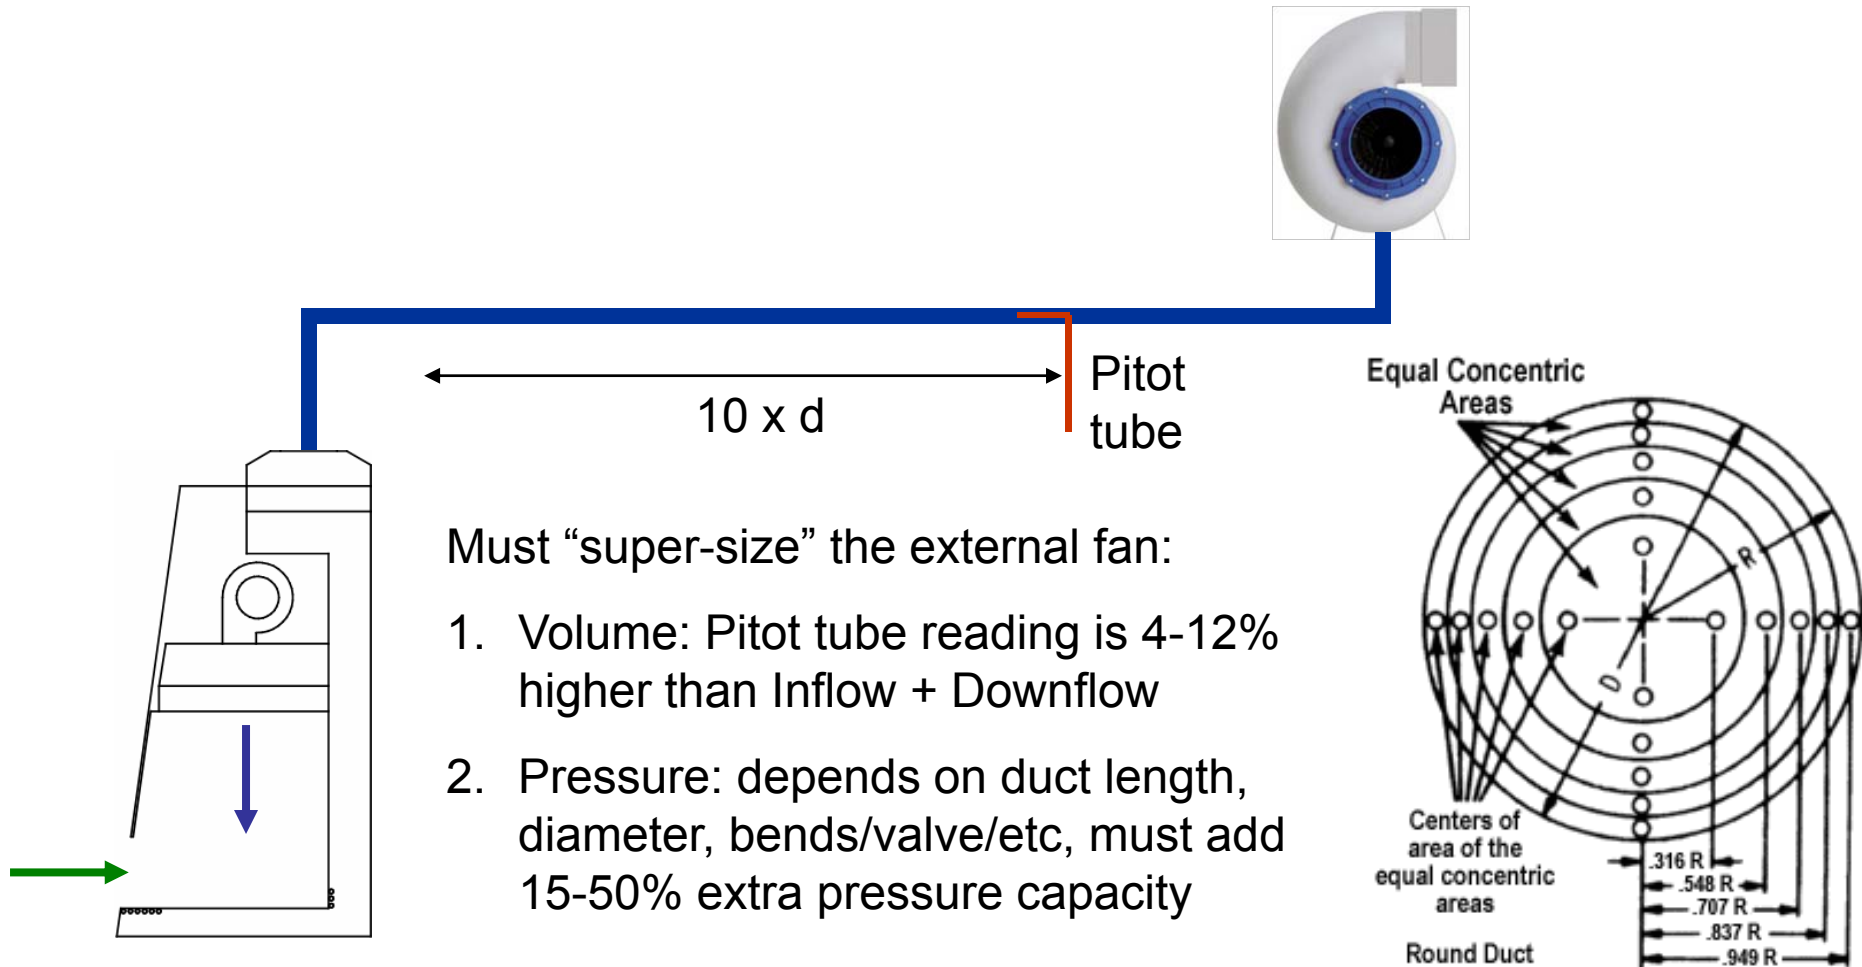 Pitot
tube
10 x d
Must “super-size” the external fan:
1. Volume: Pitot tube reading is 4-12%
higher than Inflow + Downflow
2. Pressure: depends on duct length,
diameter, bends/valve/etc, must add
15-50% extra pressure capacity
Equal Concentric
Areas
R
D
Centers of
area of the
equal concentric
areas
Round Duct
.316 R
.548 R
.707 R
.837 R
.949 R